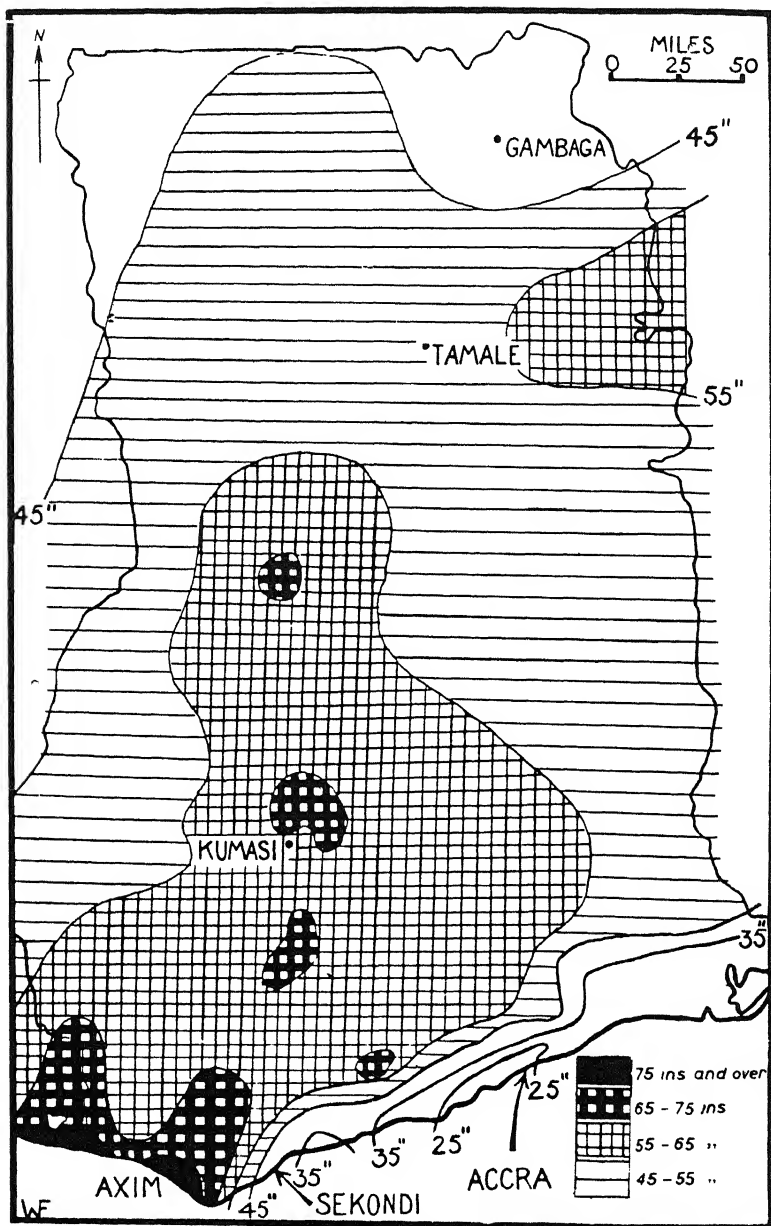 N
MILES
0 25 50
GAMBAGA
45"
TAMALE
55"
45"
KUMASI
35"
75 ins and over
25"
65 - 75 ins
25"
35"
55 - 65 "
35"
AXIM
ACCRA
45 - 55 "
45"
SEKONDI
WF